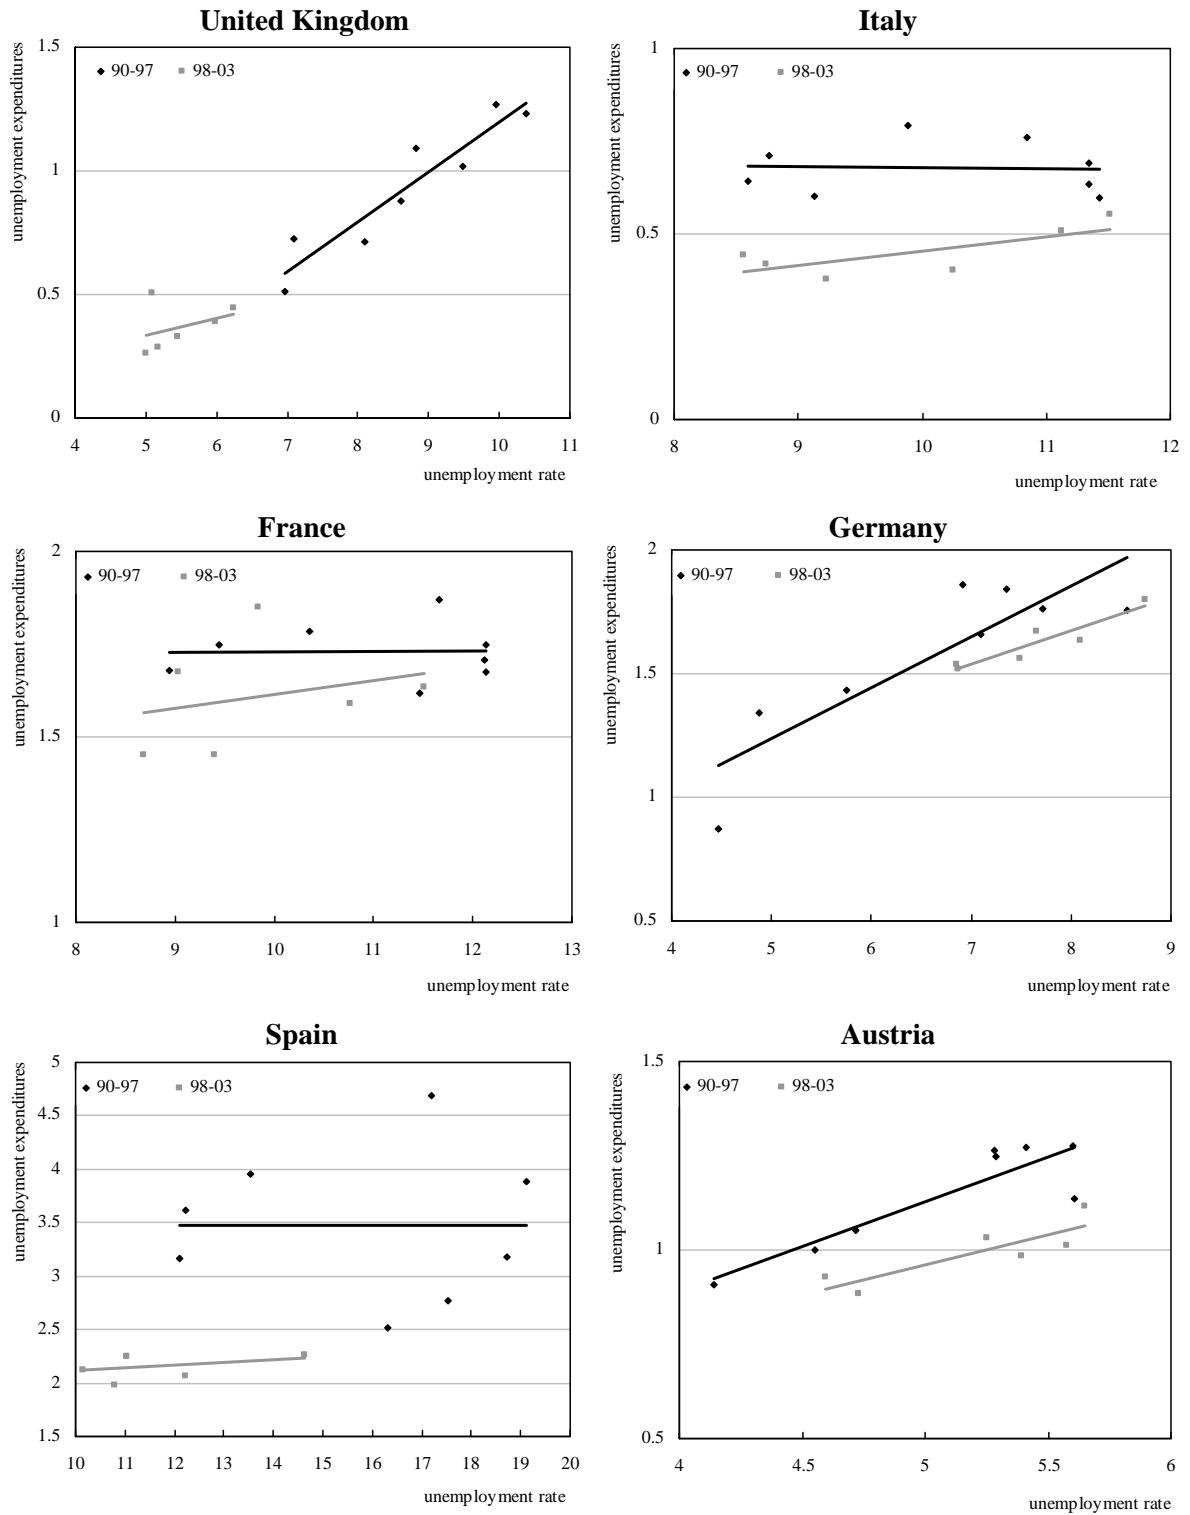 United Kingdom
unemployment expenditures
1.5
1
0.5
0
90-97
98-03
4 5 6 7 8 9 10 11
unemployment rate
Italy
unemployment expenditures
1
0.5
0
90-97
98-03
8 9 10 11 12
unemployment rate
France
unemployment expenditures
2
1.5
1
90-97
98-03
8 9 10 11 12 13
unemployment rate
Germany
unemployment expenditures
2
1.5
1
0.5
90-97
98-03
4 5 6 7 8 9
unemployment rate
Spain
unemployment expenditures
5
4.5
4
3.5
3
2.5
2
1.5
90-97
98-03
10 11 12 13 14 15 16 17 18 19 20
unemployment rate
Austria
unemployment expenditures
1.5
1
0.5
90-97
98-03
4 4.5 5 5.5 6
unemployment rate